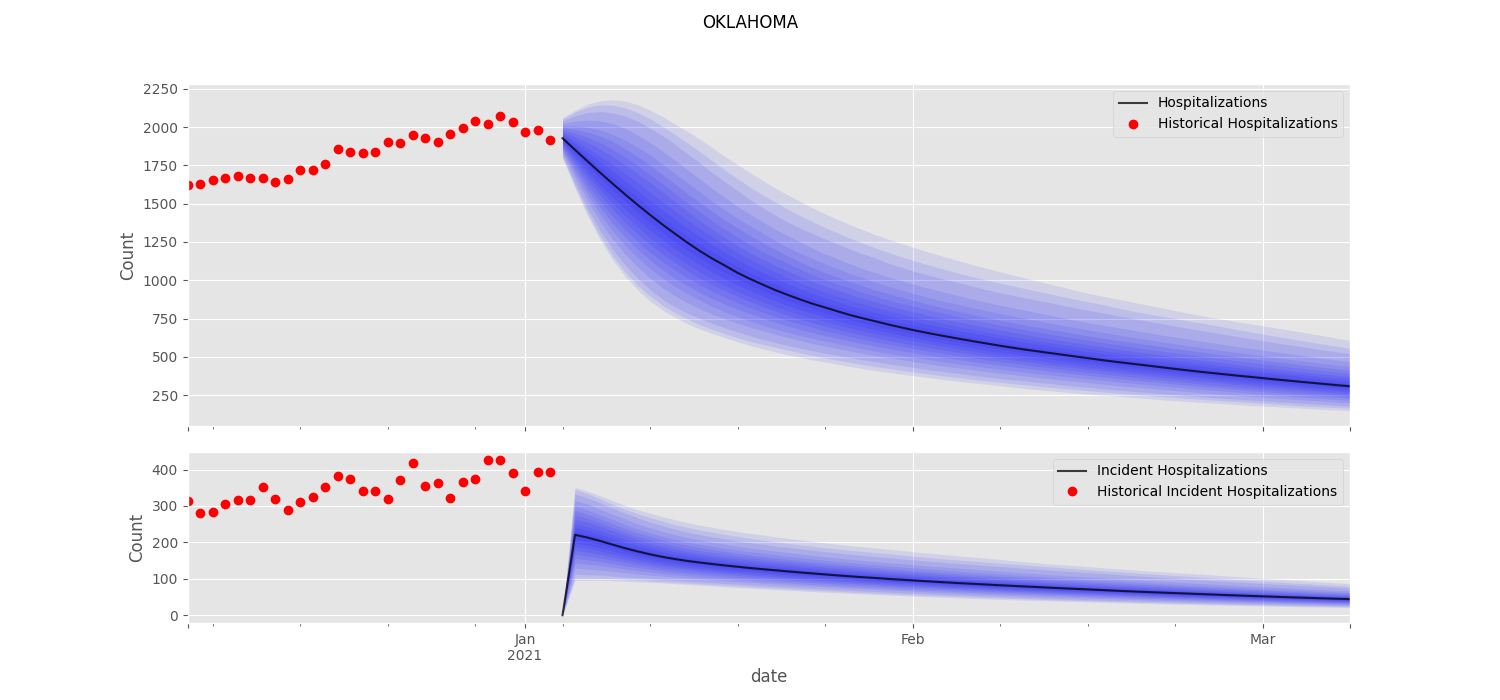 OKLAHOMA
2250
2000
1750
1500
1250
1000
750
500
250
Count
Hospitalizations
Historical Hospitalizations
400
300
200
100
0
Count
Incident Hospitalizations
Historical Incident Hospitalizations
Jan
2021
Feb
Mar
date